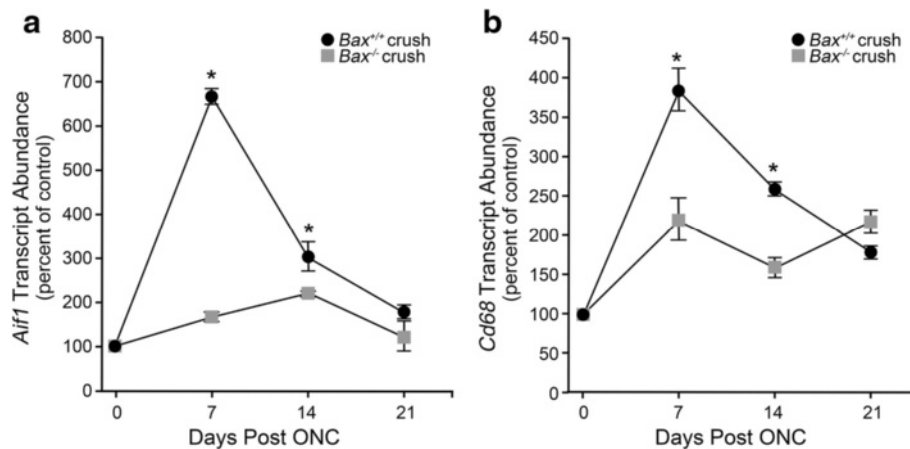 a
Aif1 Transcript Abundance
(percent of control)
800
700
600
500
400
300
200
100
0
*
*
Bax+/+ crush
Bax-/- crush
0 7 14 21
Days Post ONC
b
Cd68 Transcript Abundance
(percent of control)
450
400
350
300
250
200
150
100
50
0
*
*
Bax+/+ crush
Bax-/- crush
0 7 14 21
Days Post ONC